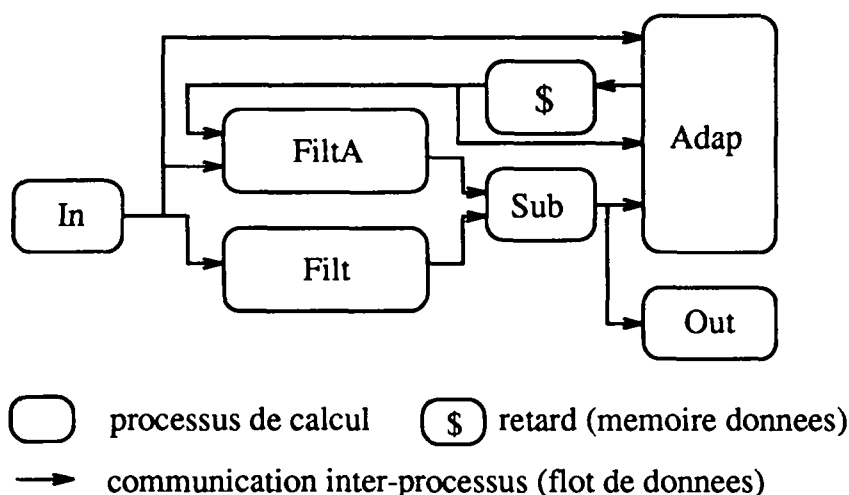 $
Adap
FiltA
In
Sub
Filt
Out
processus de calcul
$ retard (memoire donnees)
communication inter-processus (flot de donnees)